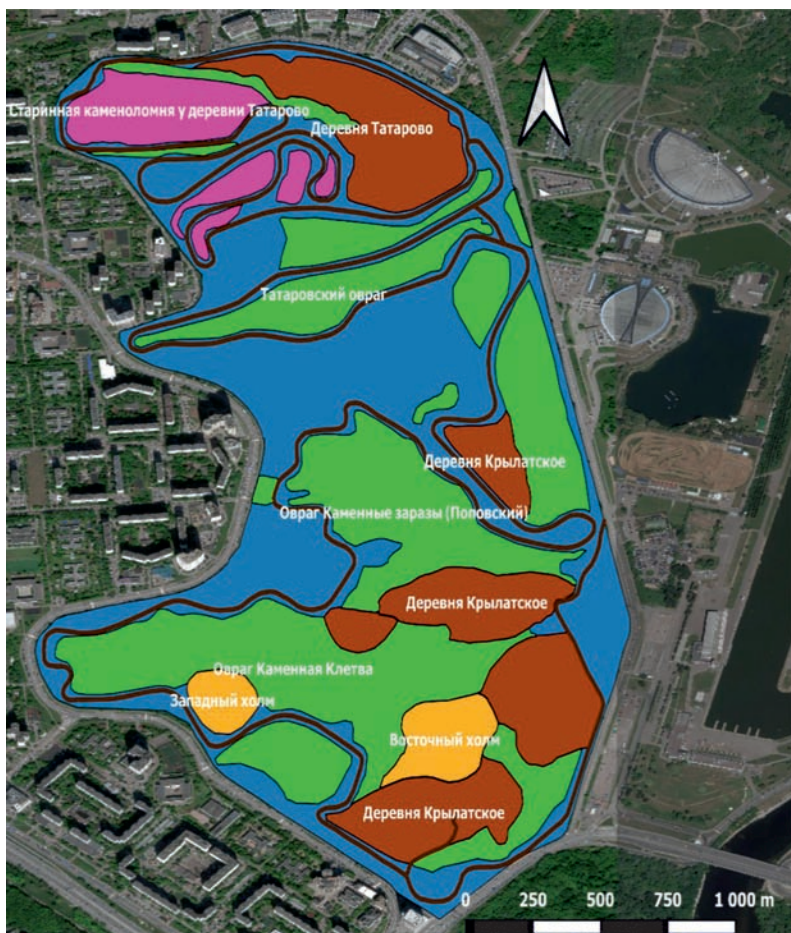 Старинная каменоломня у деревни Татарово
Деревня Татарово
Татаровский овраг
Деревня Крылатское
Овраг Каменные заразы (Поповский)
Деревня Крылатское
Овраг Каменная Клетва
Западный холм
Восточный холм
Деревня Крылатское
0 250 500 750 1 000 m